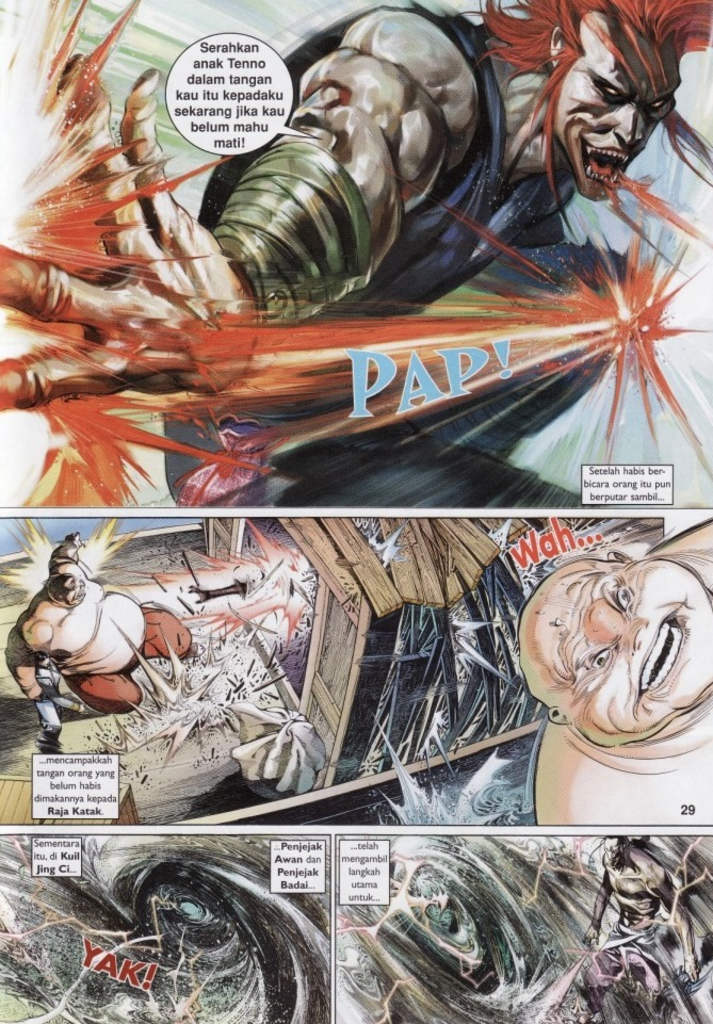 Serahkan
anak Tenno
dalam tangan
kau itu kepadaku
sekarang jika kau
belum mahu
mati!
PAP!
Setelah habis ber-
bicara orang itu pun
berputar sambil...
Wah...
...mencampakkah
tangan orang yang
belum habis
dimakannya kepada
Raja Katak.
29
Sementara
itu, di Kuil
Jing Ci...
YAK!
...Penjejak
Awan dan
Penjejak
Badai...
...telah
mengambil
langkah
utama
untuk...